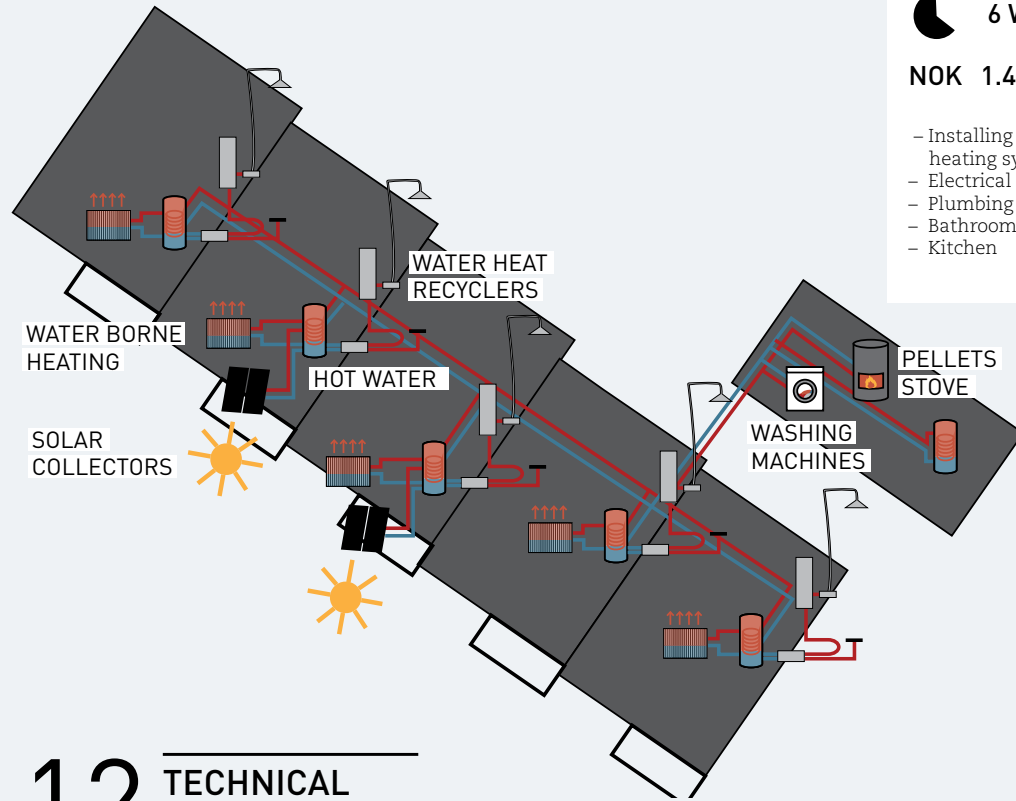 6 W
NOK 1.4
– Installing
heating sy
– Electrical
– Plumbing
– Bathroom
– Kitchen
WATER HEAT
RECYCLERS
WATER BORNE
HEATING
HOT WATER
PELLETS
STOVE
WASHING
MACHINES
SOLAR
COLLECTORS
12 TECHNICAL